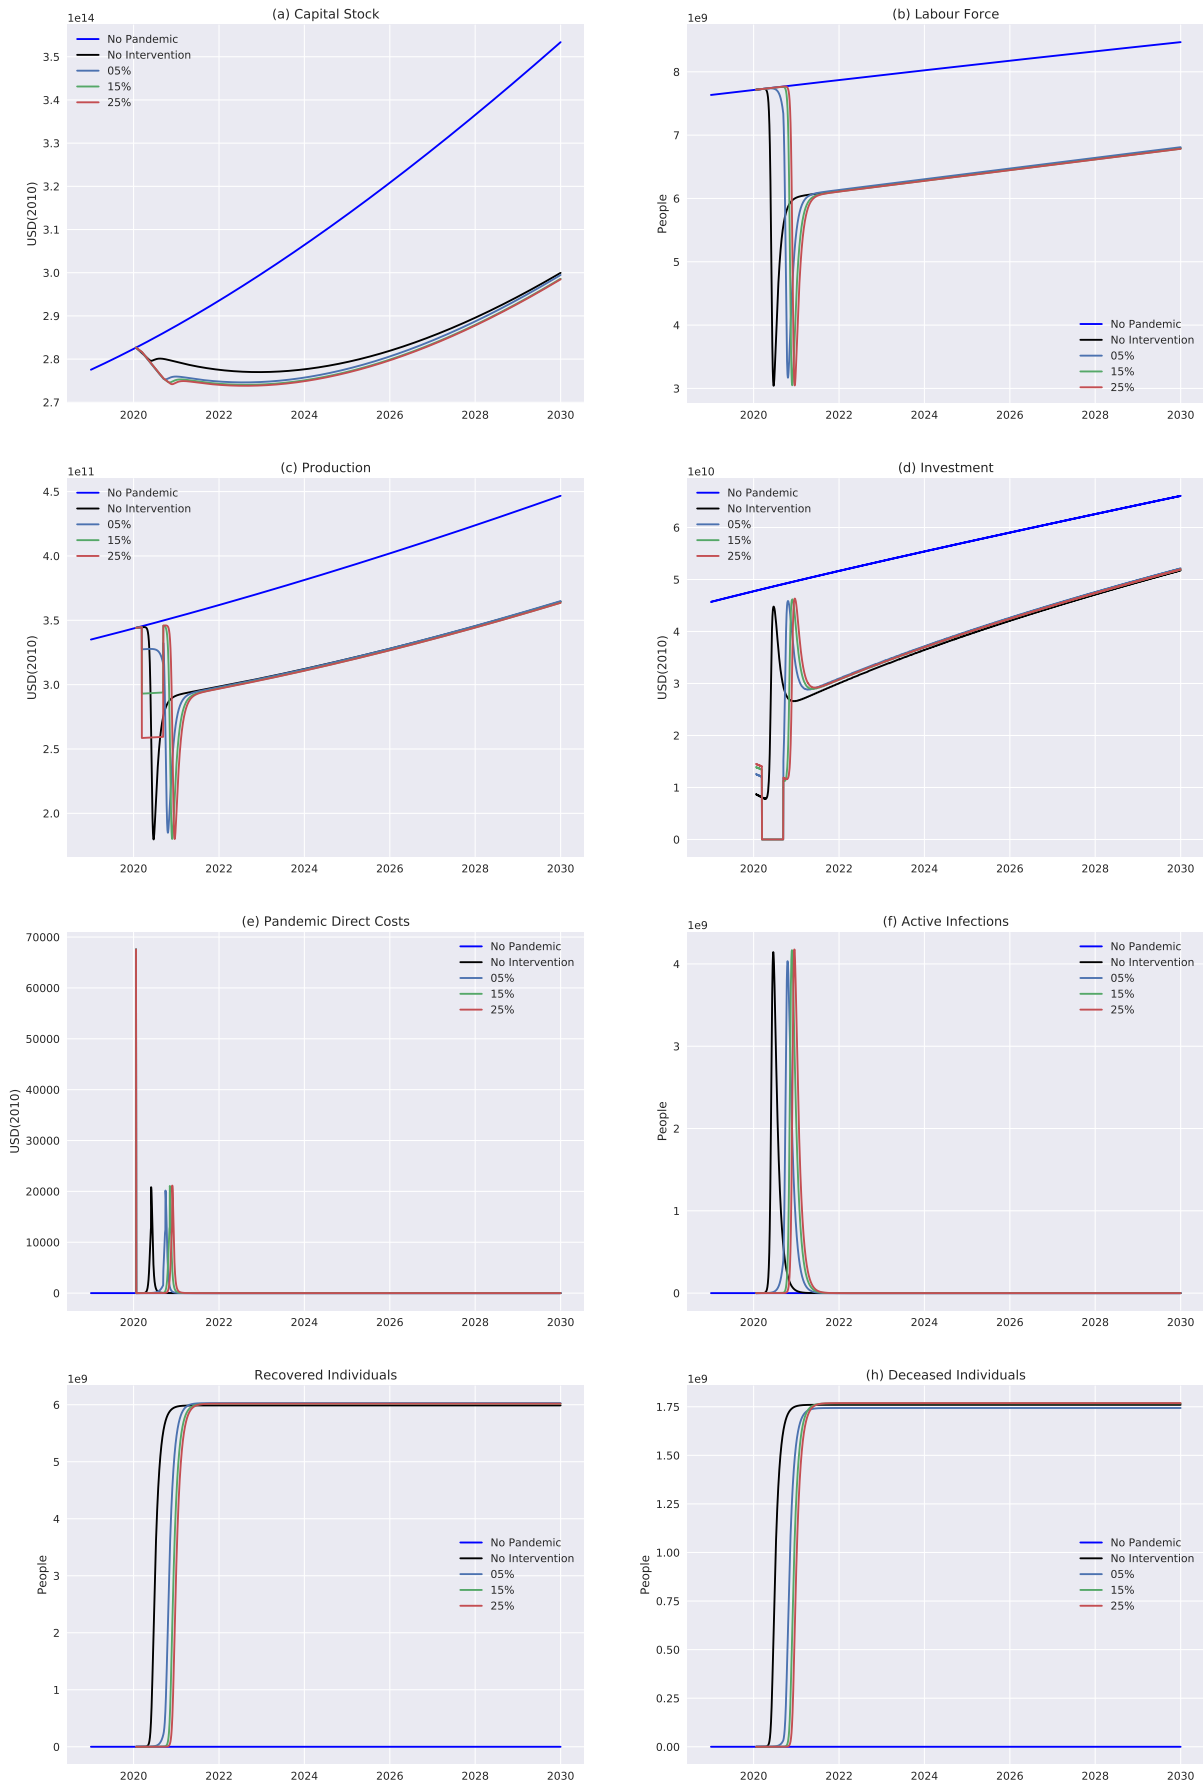 (a) Capital Stock
1e14
USD(2010)
3.5
3.4
3.3
3.2
3.1
3.0
2.9
2.8
2.7
No Pandemic
No Intervention
05%
15%
25%
2020 2022 2024 2026 2028 2030
(b) Labour Force
1e9
People
8
7
6
5
4
3
No Pandemic
No Intervention
05%
15%
25%
2020 2022 2024 2026 2028 2030
(c) Production
1e11
USD(2010)
4.5
4.0
3.5
3.0
2.5
2.0
No Pandemic
No Intervention
05%
15%
25%
2020 2022 2024 2026 2028 2030
(d) Investment
1e10
USD(2010)
6
5
4
3
2
1
0
No Pandemic
No Intervention
05%
15%
25%
2020 2022 2024 2026 2028 2030
(e) Pandemic Direct Costs
USD(2010)
70000
60000
50000
40000
30000
20000
10000
0
No Pandemic
No Intervention
05%
15%
25%
2020 2022 2024 2026 2028 2030
(f) Active Infections
1e9
People
4
3
2
1
0
No Pandemic
No Intervention
05%
15%
25%
2020 2022 2024 2026 2028 2030
Recovered Individuals
1e9
People
6
5
4
3
2
1
0
No Pandemic
No Intervention
05%
15%
25%
2020 2022 2024 2026 2028 2030
(h) Deceased Individuals
1e9
People
1.75
1.50
1.25
1.00
0.75
0.50
0.25
0.00
No Pandemic
No Intervention
05%
15%
25%
2020 2022 2024 2026 2028 2030